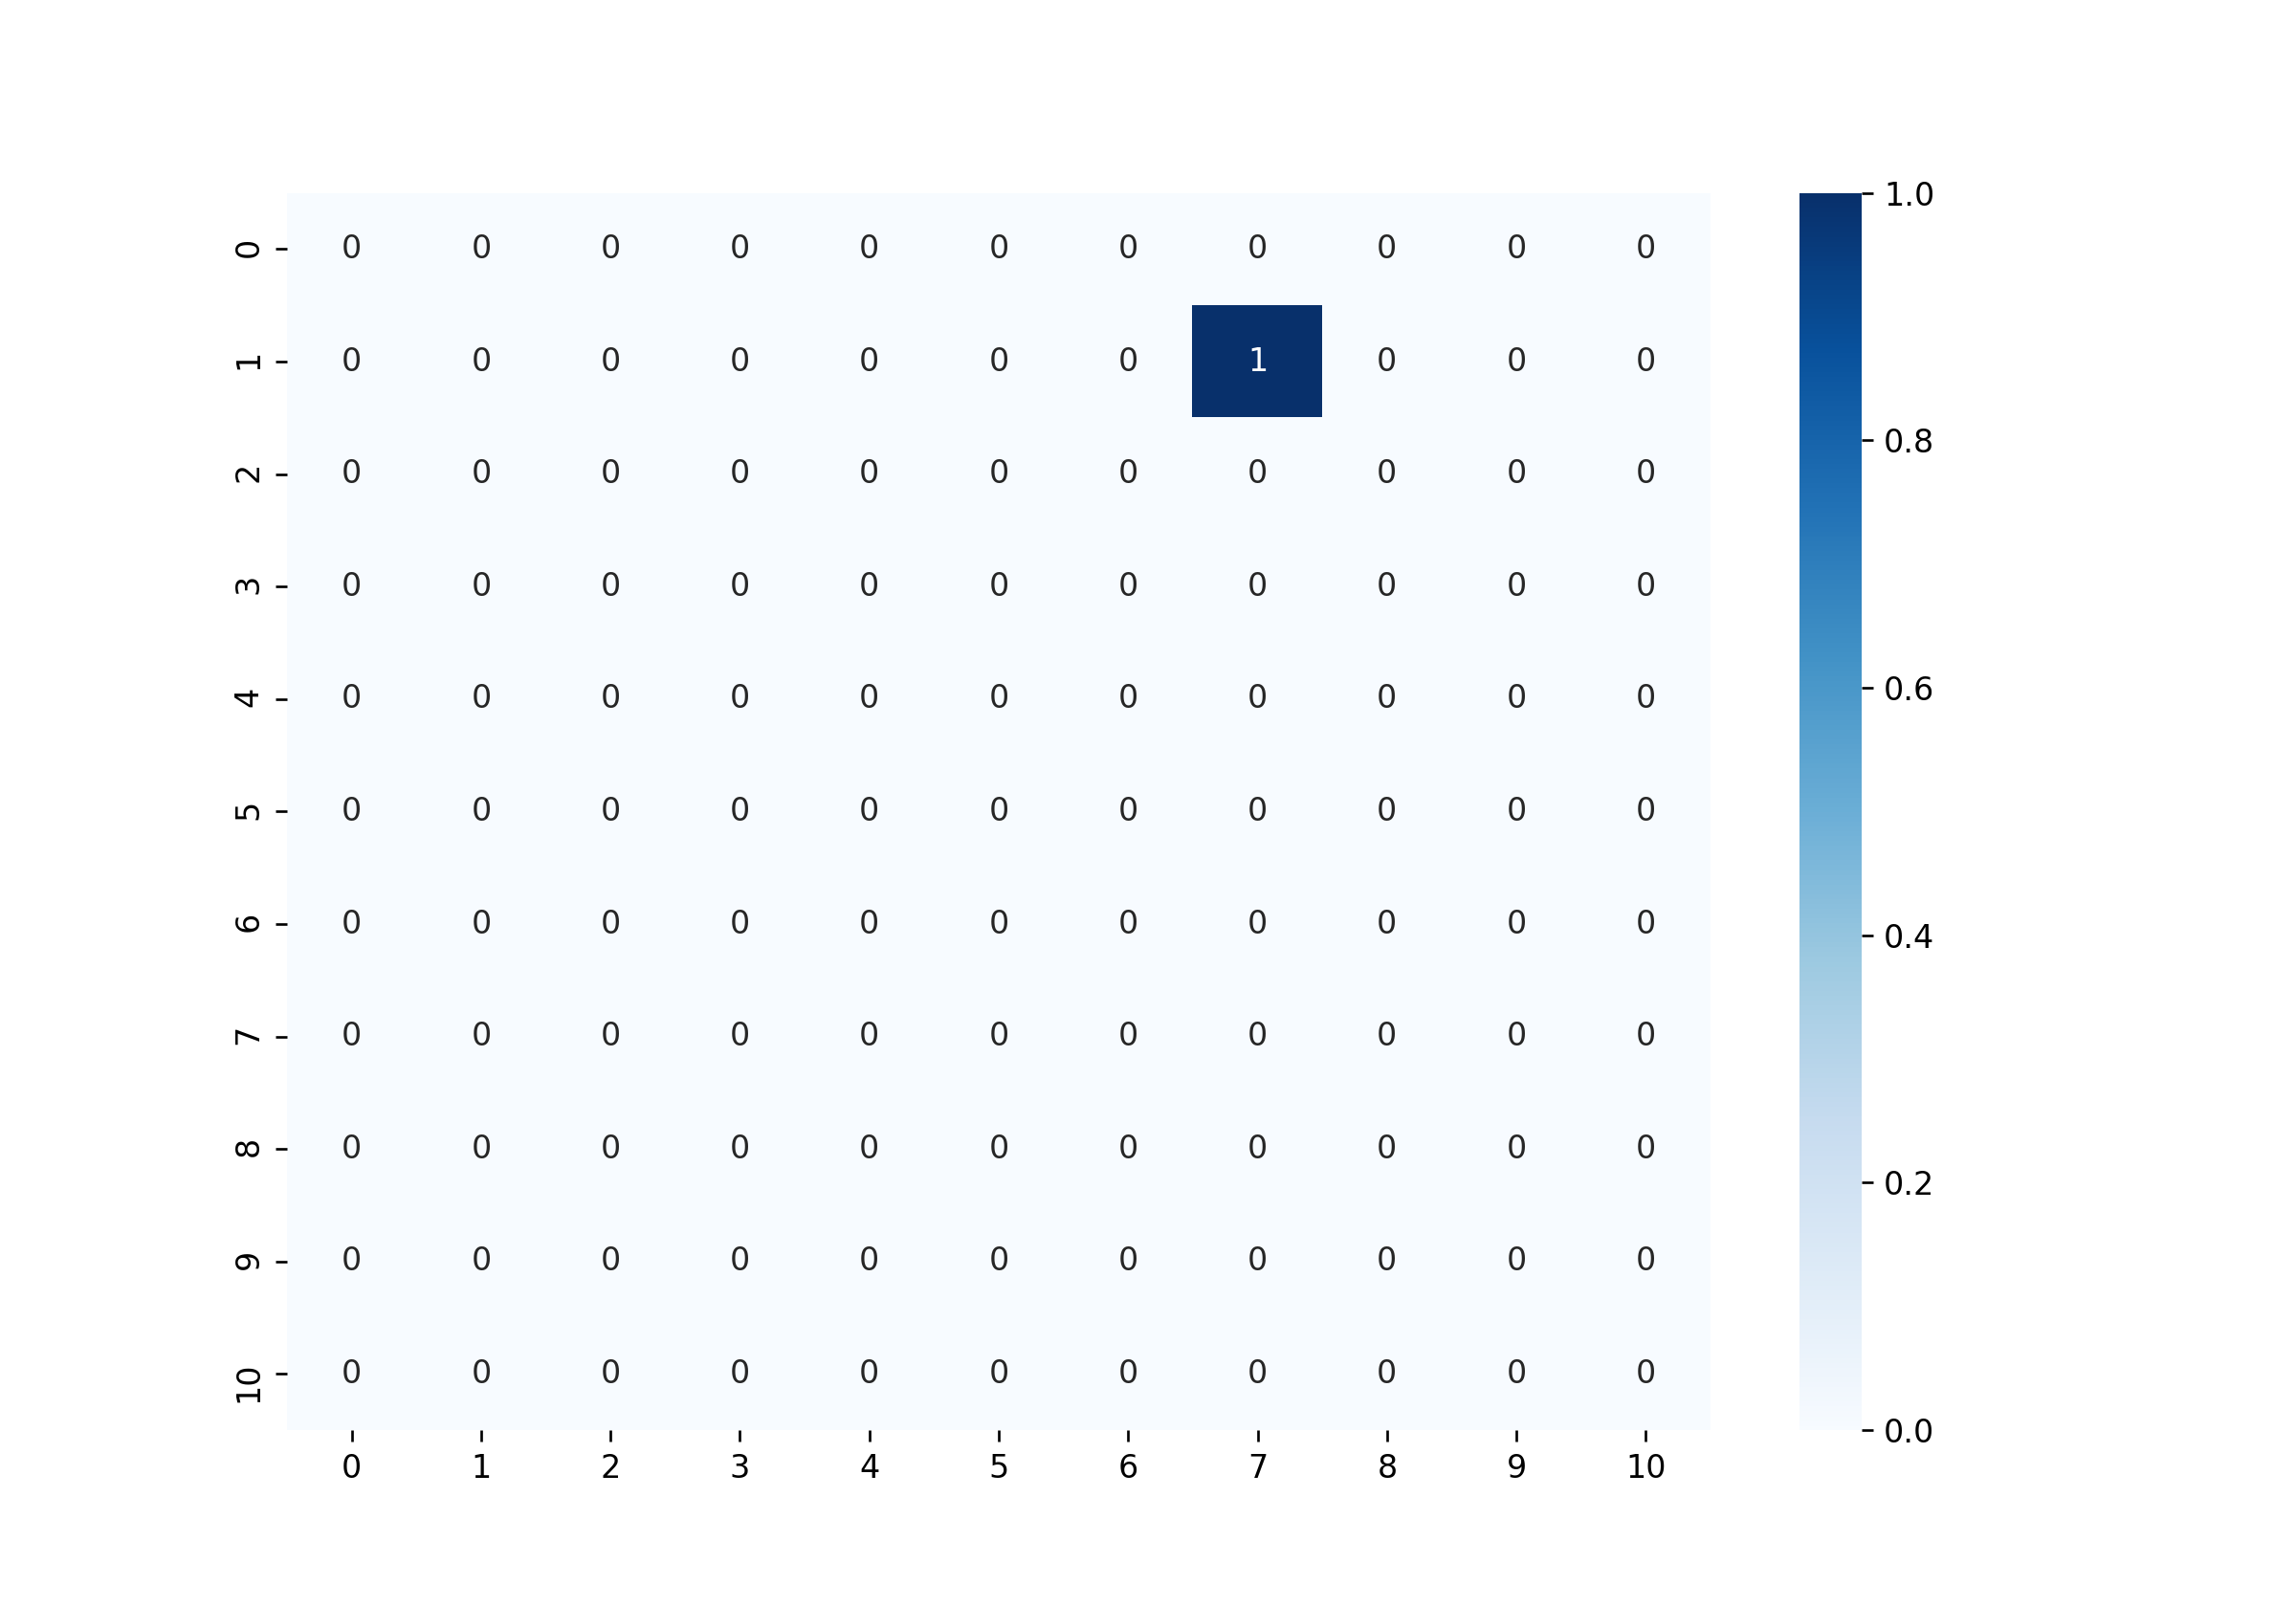 1.0
0 0 0 0 0 0 0 0 0 0 0 0
1 0 0 0 0 0 0 0 1 0 0 0
0.8
2 0 0 0 0 0 0 0 0 0 0 0
3 0 0 0 0 0 0 0 0 0 0 0
0.6
4 0 0 0 0 0 0 0 0 0 0 0
5 0 0 0 0 0 0 0 0 0 0 0
6 0 0 0 0 0 0 0 0 0 0 0
0.4
7 0 0 0 0 0 0 0 0 0 0 0
8 0 0 0 0 0 0 0 0 0 0 0
0.2
9 0 0 0 0 0 0 0 0 0 0 0
10 0 0 0 0 0 0 0 0 0 0 0
0.0
0 1 2 3 4 5 6 7 8 9 10